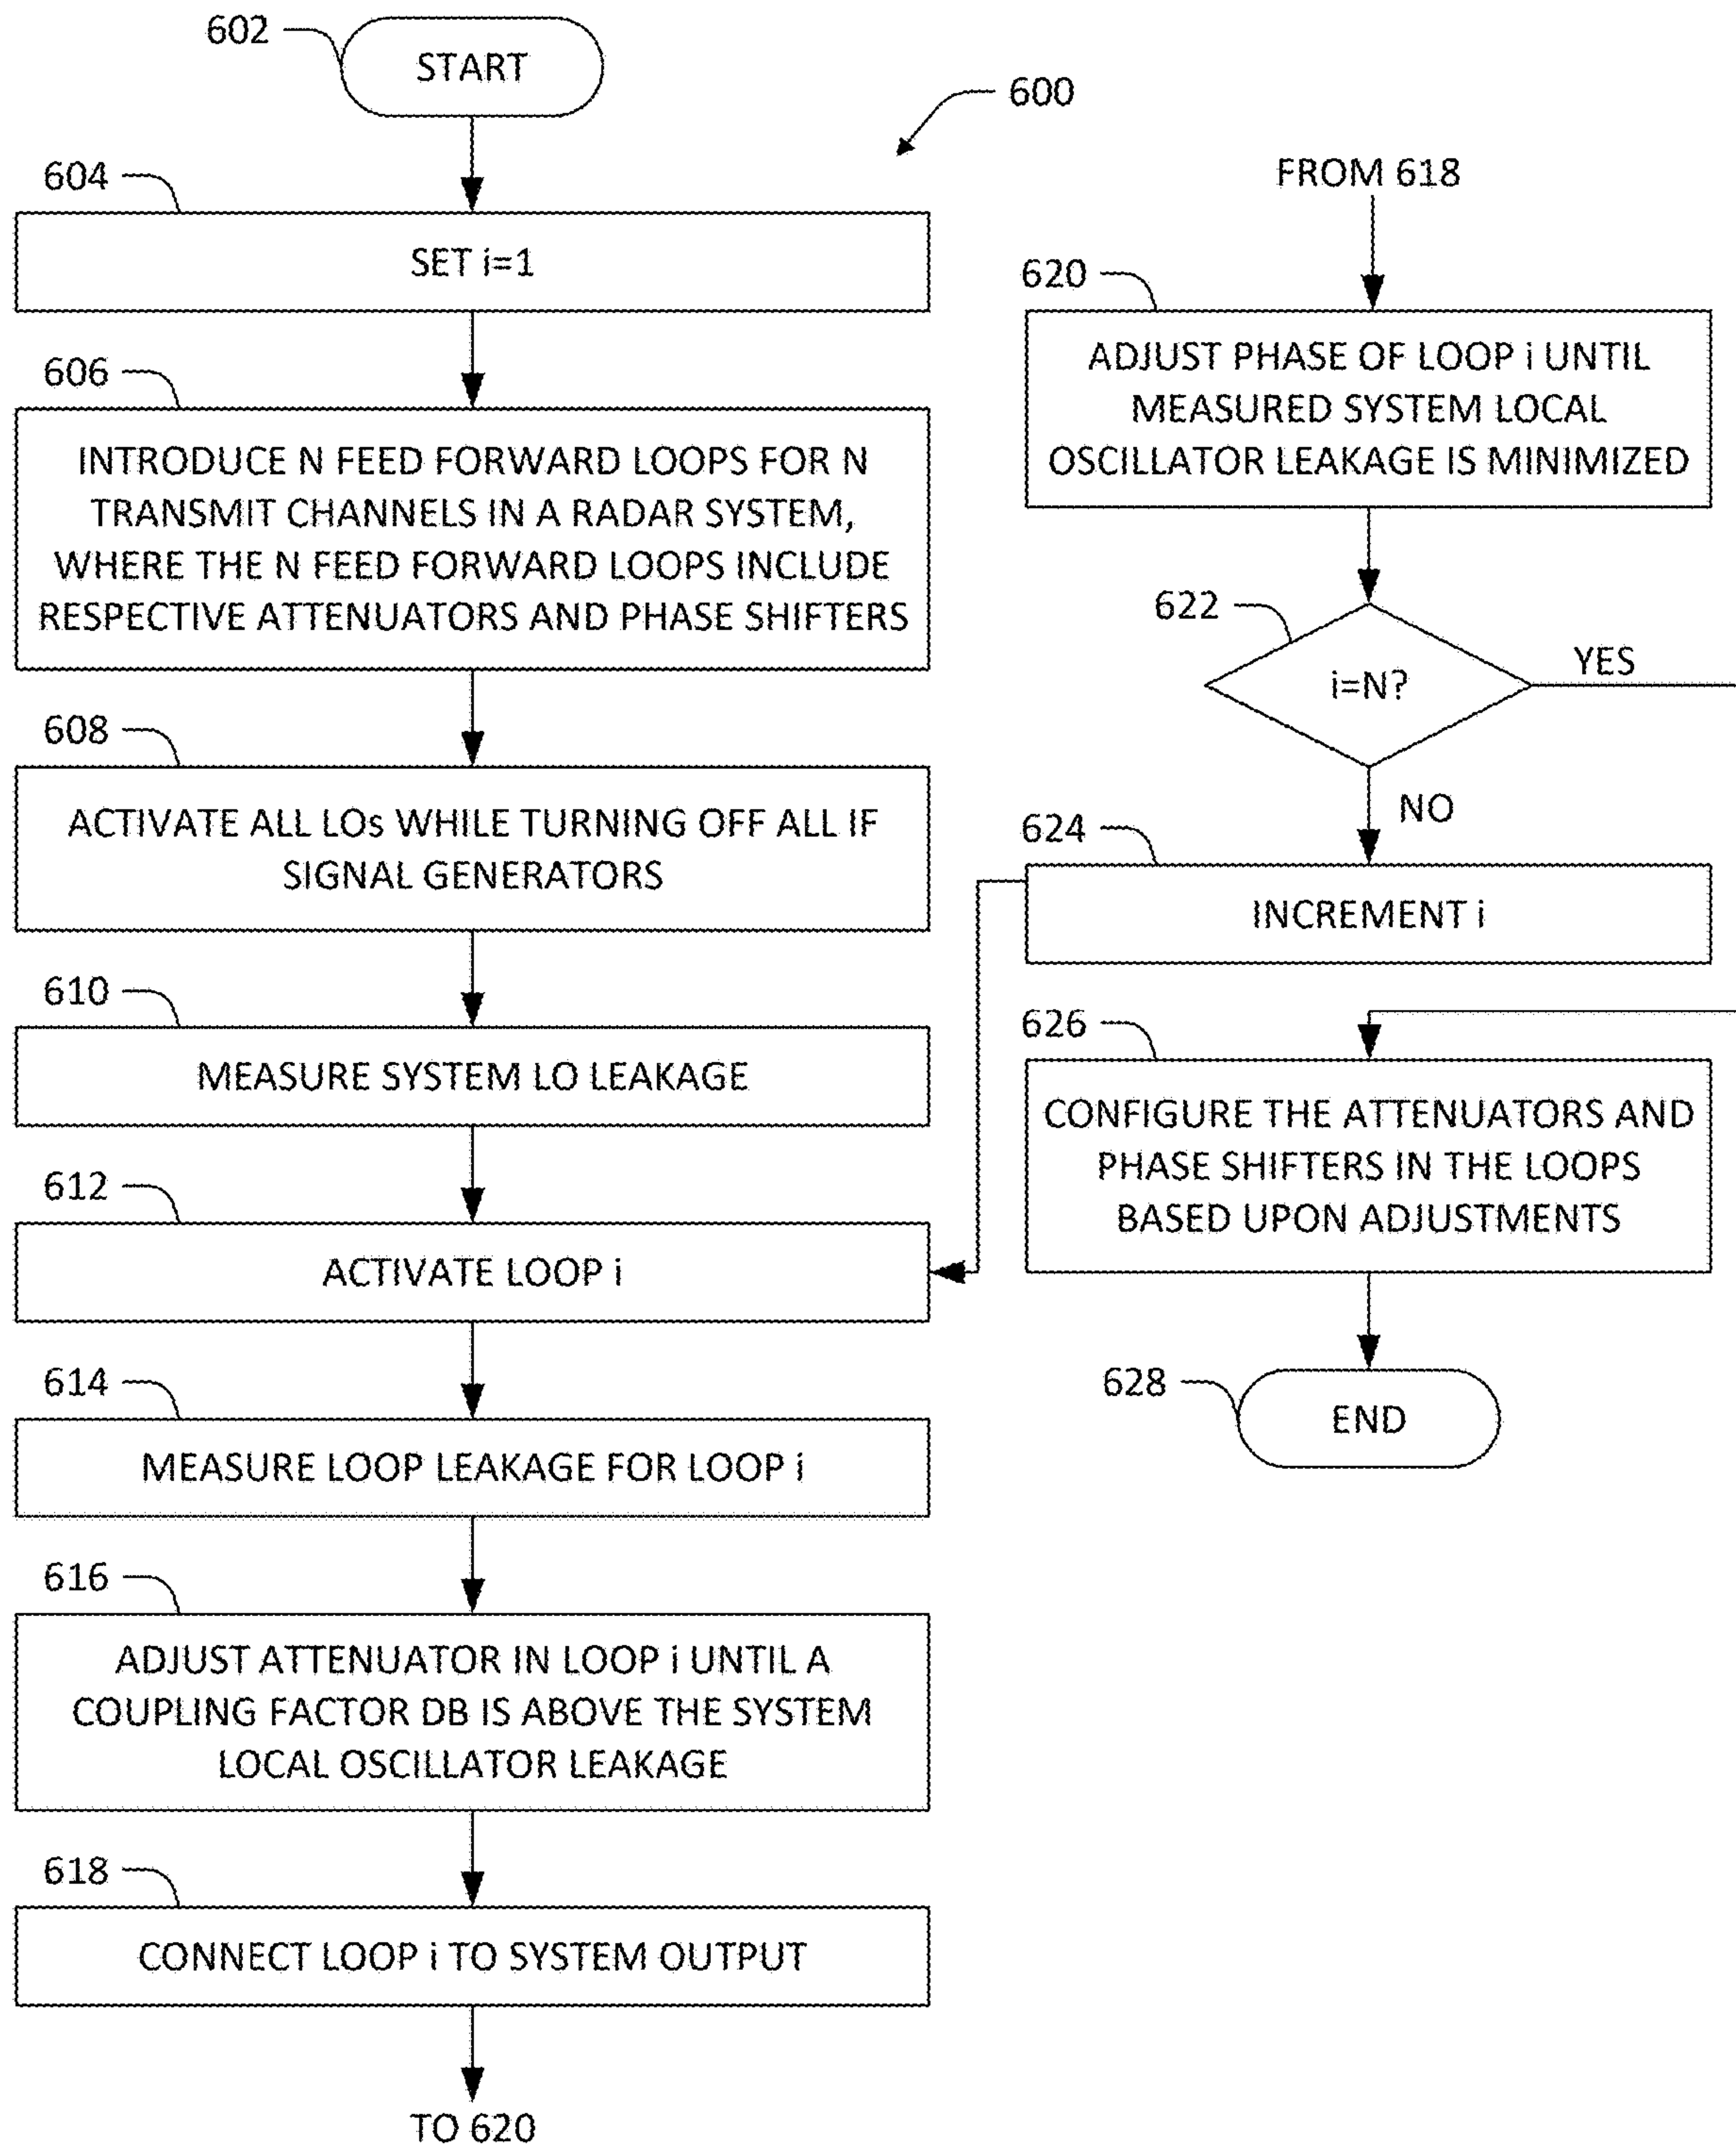 602
START
600
604
SET i=1
606
INTRODUCE N FEED FORWARD LOOPS FOR N
TRANSMIT CHANNELS IN A RADAR SYSTEM,
WHERE THE N FEED FORWARD LOOPS INCLUDE
RESPECTIVE ATTENUATORS AND PHASE SHIFTERS
608
ACTIVATE ALL LOs WHILE TURNING OFF ALL IF
SIGNAL GENERATORS
610
MEASURE SYSTEM LO LEAKAGE
612
ACTIVATE LOOP i
614
MEASURE LOOP LEAKAGE FOR LOOP i
616
ADJUST ATTENUATOR IN LOOP i UNTIL A
COUPLING FACTOR DB IS ABOVE THE SYSTEM
LOCAL OSCILLATOR LEAKAGE
618
CONNECT LOOP i TO SYSTEM OUTPUT
TO 620
FROM 618
620
ADJUST PHASE OF LOOP i UNTIL
MEASURED SYSTEM LOCAL
OSCILLATOR LEAKAGE IS MINIMIZED
622
i=N?
YES
NO
624
INCREMENT i
626
CONFIGURE THE ATTENUATORS AND
PHASE SHIFTERS IN THE LOOPS
BASED UPON ADJUSTMENTS
628
END